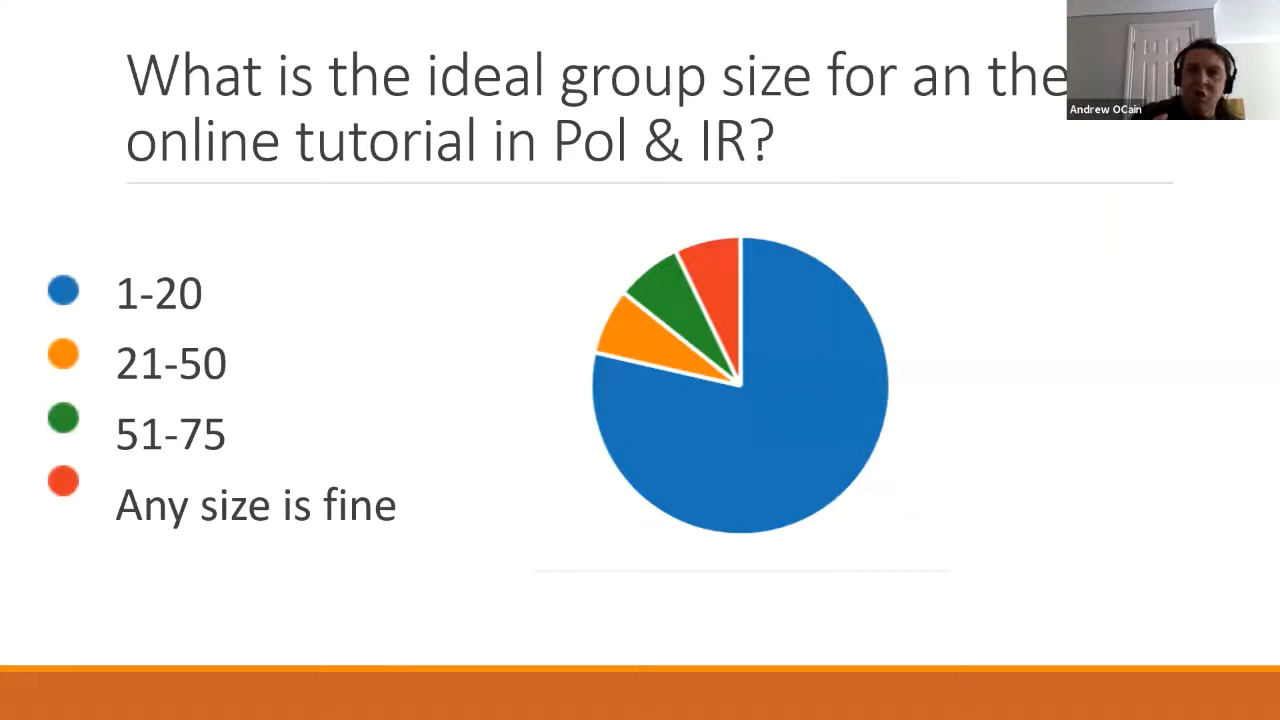 What is the ideal group size for an the
online tutorial in Pol & IR?
Andrew OCain
1-20
21-50
51-75
Any size is fine